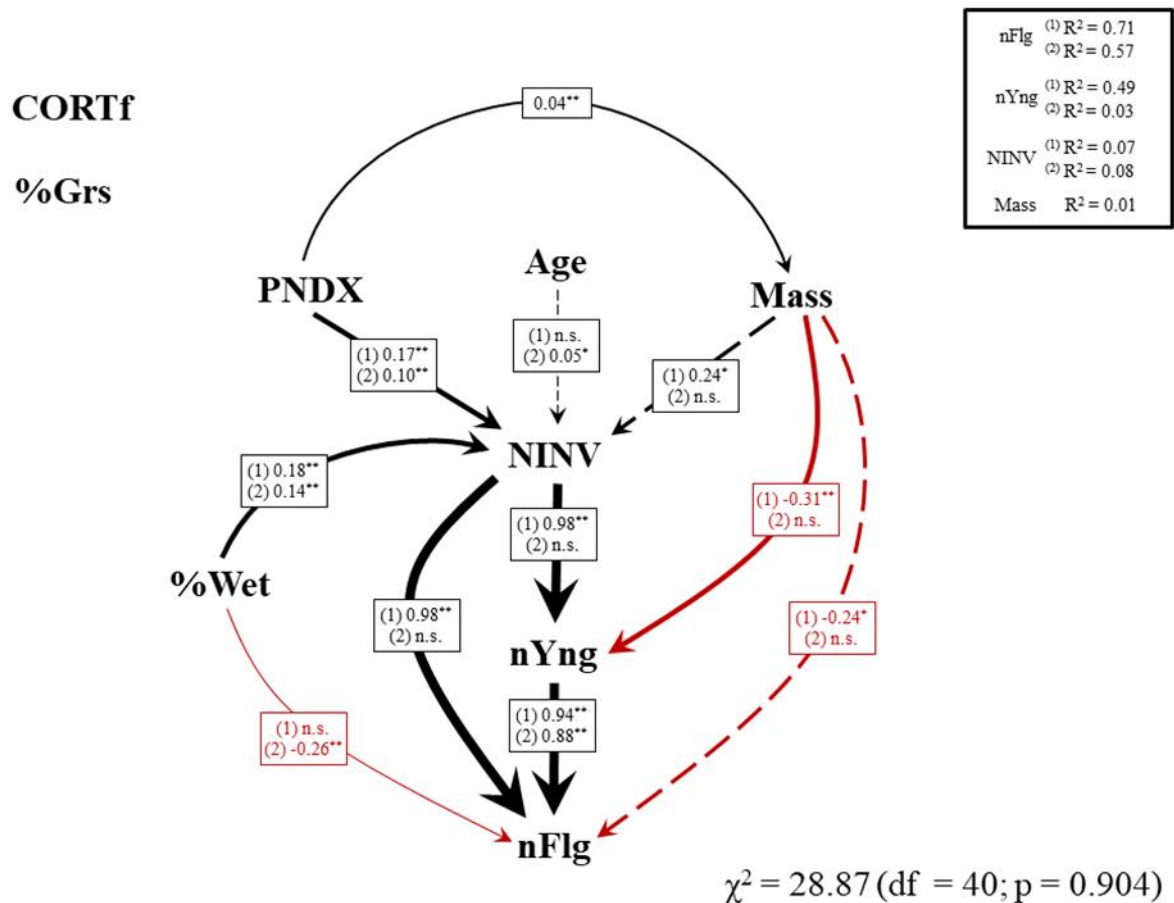 nFlg
(1) R² = 0.71
(2) R² = 0.57
nYng
(1) R² = 0.49
(2) R² = 0.03
NINV
(1) R² = 0.07
(2) R² = 0.08
Mass R² = 0.01
CORTf
%Grs
0.04**
PNDX
Age
Mass
(1) 0.17**
(2) 0.10**
(1) n.s.
(2) 0.05*
(1) 0.24*
(2) n.s.
NINV
(1) 0.18**
(2) 0.14**
(1) 0.98**
(2) n.s.
(1) -0.31**
(2) n.s.
%Wet
(1) 0.98**
(2) n.s.
nYng
(1) -0.24*
(2) n.s.
(1) n.s.
(2) -0.26**
(1) 0.94**
(2) 0.88**
nFlg
χ² = 28.87 (df = 40; p = 0.904)